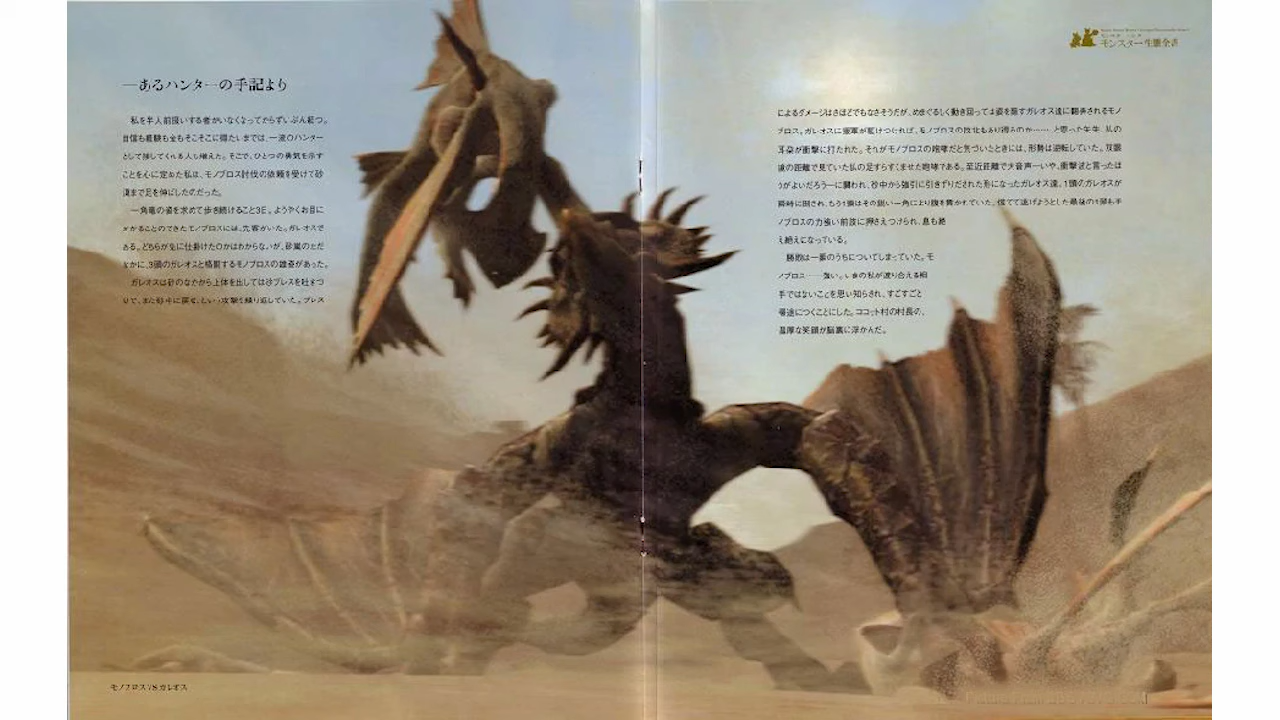 ―あるハンターの手記より
私を半人前扱いする者がいなくなってからずいぶん経つ。
自信も経験も金もそこそこに得たいまでは、一流のハンター
として接してくれる人も増えた。そこで、ひとつの勇気を示す
ことを心に定めた私は、モノブロス討伐の依頼を受けて砂
漠まで足を伸ばしたのだった。
一角竜の姿を求めて歩き続けること3日。ようやくお目に
かかることのできたモノブロスには、先客がいた。ガレオスで
ある。どちらが先に仕掛けたのかはわからないが、砂嵐のただ
なかに、3頭のガレオスと格闘するモノブロスの雄姿があった。
ガレオスは砂のなかから上体を出しては砂ブレスを吐きつ
けて、また砂中に戻る、という攻撃を繰り返していた。ブレス
モノブロスVSガレオス
モンスター生態全書
によるダメージはさほどでもなさそうだが、めまぐるしく動き回っては姿を隠すガレオス達に翻弄されるモノ
ブロス。ガレオスに援軍が駆けつければ、モノブロスの敗北もあり得るのか…… と思った矢先、私の
耳朶が衝撃に打たれた。それがモノブロスの咆哮だと気づいたときには、形勢は逆転していた。双眼
鏡の距離で見ていた私の足すらすくませた咆哮である。至近距離で大音声―いや、衝撃波と言ったほ
うがよいだろう―に襲われ、砂中から強引に引きずりだされた形になったガレオス達。1頭のガレオスが
瞬時に倒され、もう1頭はその鋭い一角により腹を貫かれていた。慌てて逃げようとした最後の1頭もモ
ノブロスの力強い前肢に押さえつけられ、息も絶
え絶えになっている。
勝敗は一瞬のうちについてしまっていた。モ
ノブロス――強い。いまの私が渡り合える相
手ではないことを思い知らされ、すごすごと
帰途につくことにした。ココット村の村長の、
温厚な笑顔が脳裏に浮かんだ。